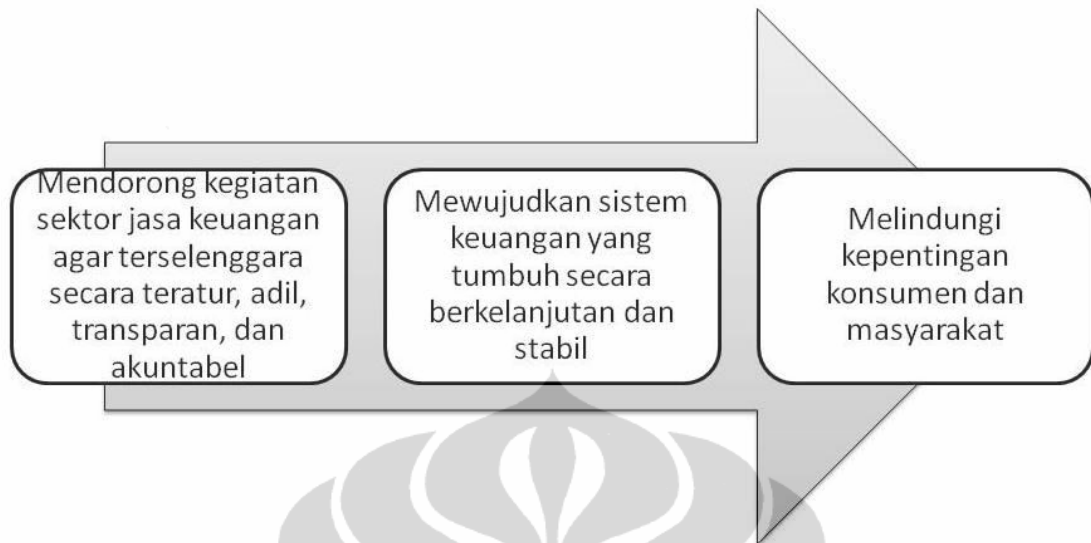 Mendorong kegiatan
sektor jasa keuangan
agar terselenggara
secara teratur, adil,
transparan, dan
akuntabel
Mewujudkan sistem
keuangan yang
tumbuh secara
berkelanjutan dan
stabil
Melindungi
kepentingan
konsumen dan
masyarakat